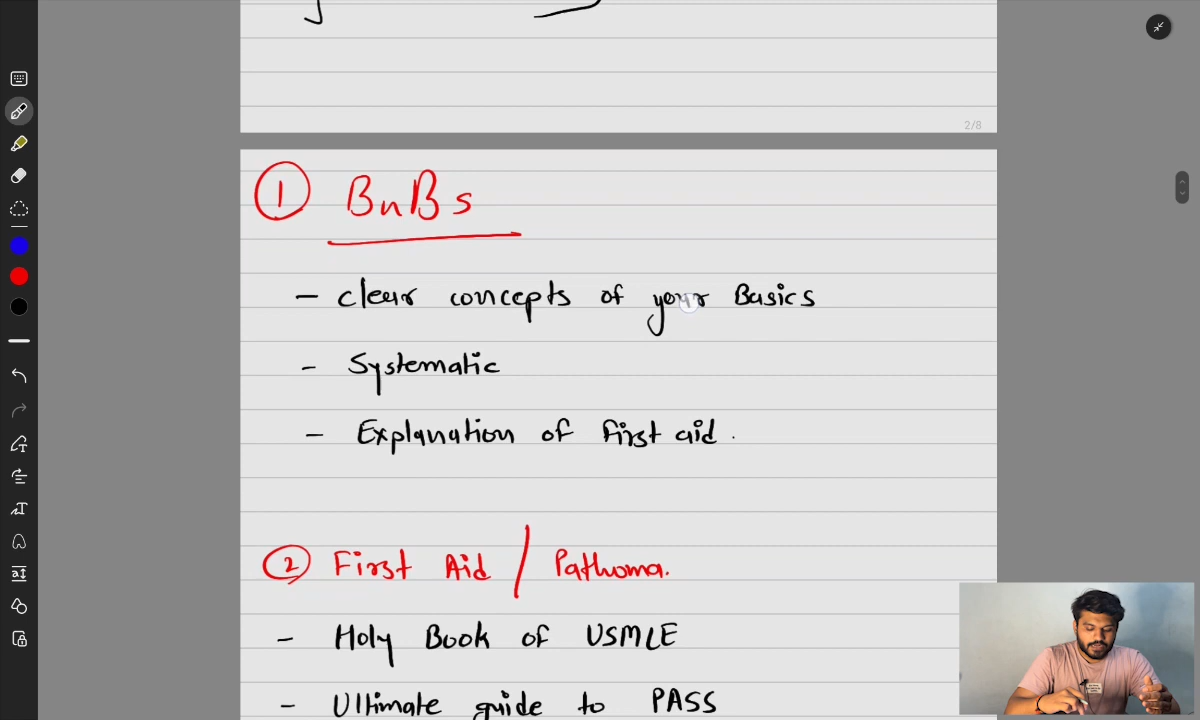 2/8
1 BnBs
- clear concepts of your Basics
- Systematic
- Explanation of first aid.
2 First Aid / Pathoma.
- Holy Book of USMLE
- Ultimate guide to PASS